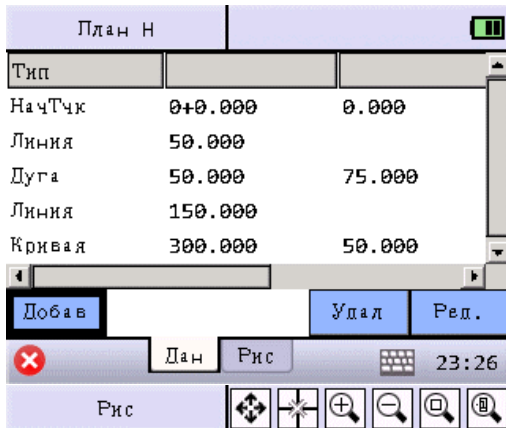 План Н
Тип
НачТчк 0+0.000 0.000
Линия 50.000
Дуга 50.000 75.000
Линия 150.000
Кривая 300.000 50.000
Добав Удал Ред.
Дан Рис 23:26
Рис